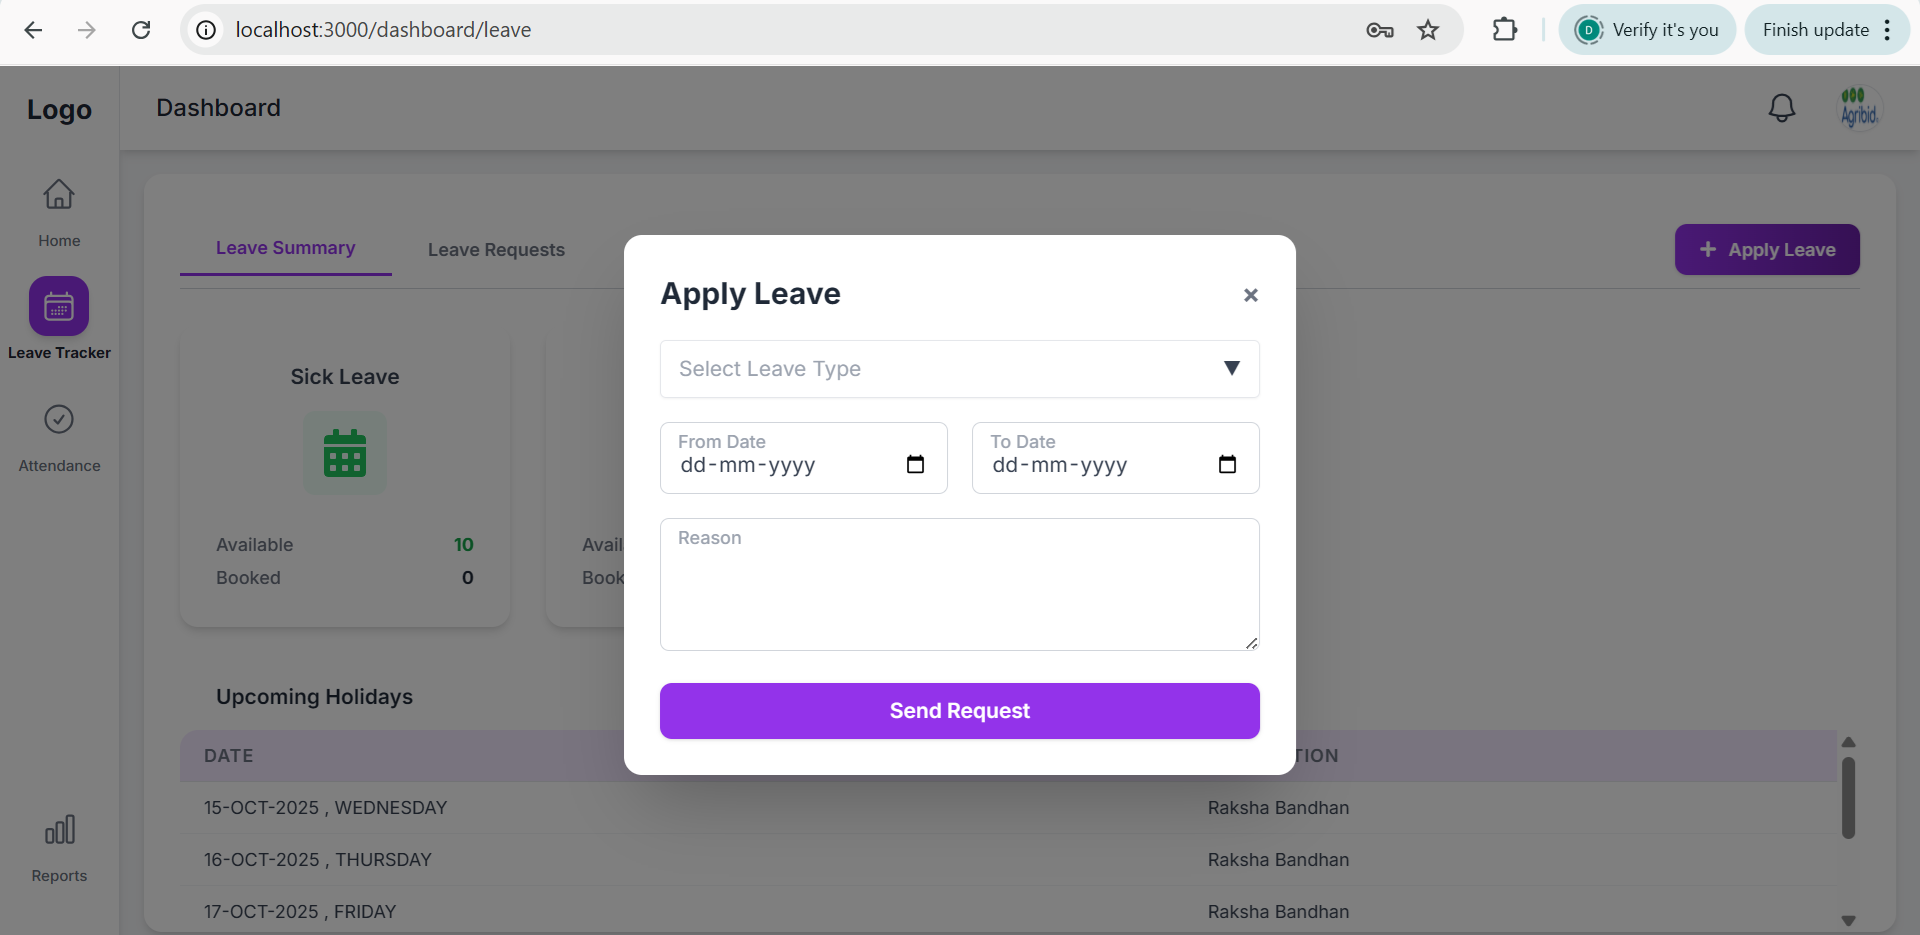 localhost:3000/dashboard/leave
D
Verify it's you
Finish update
Logo
Dashboard
Agribid
Home
Leave Tracker
Attendance
Reports
Leave Summary
Leave Requests
+ Apply Leave
Sick Leave
Available 10
Booked 0
Avail
Book
Apply Leave
×
Select Leave Type
From Date
dd-mm-yyyy
To Date
dd-mm-yyyy
Reason
Send Request
Upcoming Holidays
DATE
TION
15-OCT-2025 , WEDNESDAY Raksha Bandhan
16-OCT-2025 , THURSDAY Raksha Bandhan
17-OCT-2025 , FRIDAY Raksha Bandhan